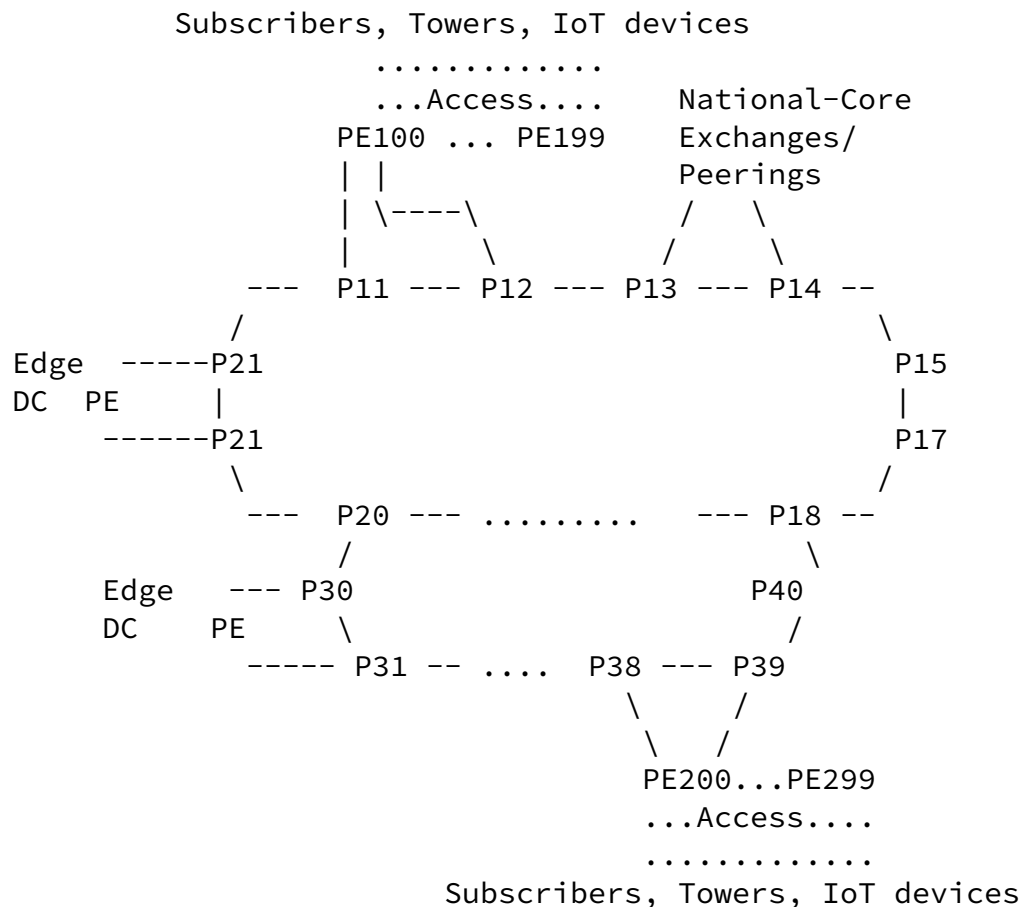 Subscribers, Towers, IoT devices
.............
...Access....    National-Core
PE100 ... PE199    Exchanges/
| |                Peerings
| \----\         /   \
|       \       /     \
--- P11 --- P12 --- P13 --- P14 --
/                                 \
Edge -----P21                      P15
DC PE     |                        |
------P21                          P17
\                                 /
--- P20 --- .........   --- P18 --
/                             \
Edge --- P30                P40
DC PE     \                  /
----- P31 -- .... P38 --- P39
\     /
\   /
PE200...PE299
...Access....
.............
Subscribers, Towers, IoT devices